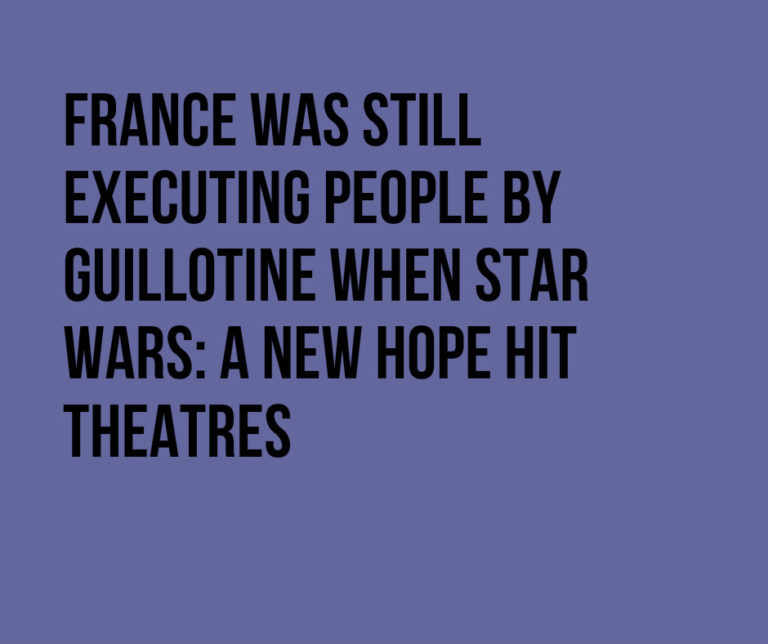 FRANCE WAS STILL
EXECUTING PEOPLE BY
GUILLOTINE WHEN STAR
WARS: A NEW HOPE HIT
THEATRES